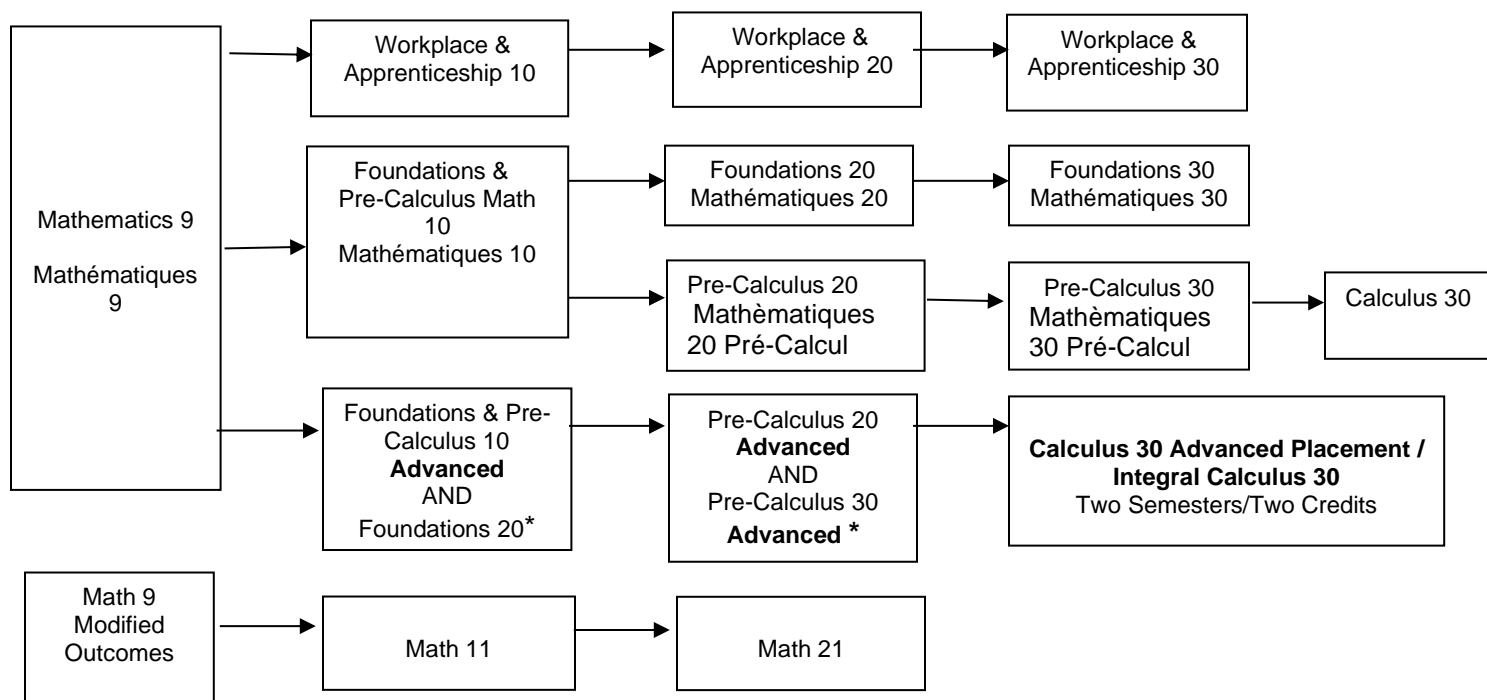 Workplace &
Apprenticeship 10
Workplace &
Apprenticeship 20
Workplace &
Apprenticeship 30
Mathematics 9
Mathématiques
9
Foundations &
Pre-Calculus Math
10
Mathématiques 10
Foundations 20
Mathématiques 20
Foundations 30
Mathématiques 30
Pre-Calculus 20
Mathèmatiques
20 Pré-Calcul
Pre-Calculus 30
Mathèmatiques
30 Pré-Calcul
Calculus 30
Foundations & Pre-
Calculus 10
Advanced
AND
Foundations 20*
Pre-Calculus 20
Advanced
AND
Pre-Calculus 30
Advanced *
Calculus 30 Advanced Placement /
Integral Calculus 30
Two Semesters/Two Credits
Math 9
Modified
Outcomes
Math 11
Math 21